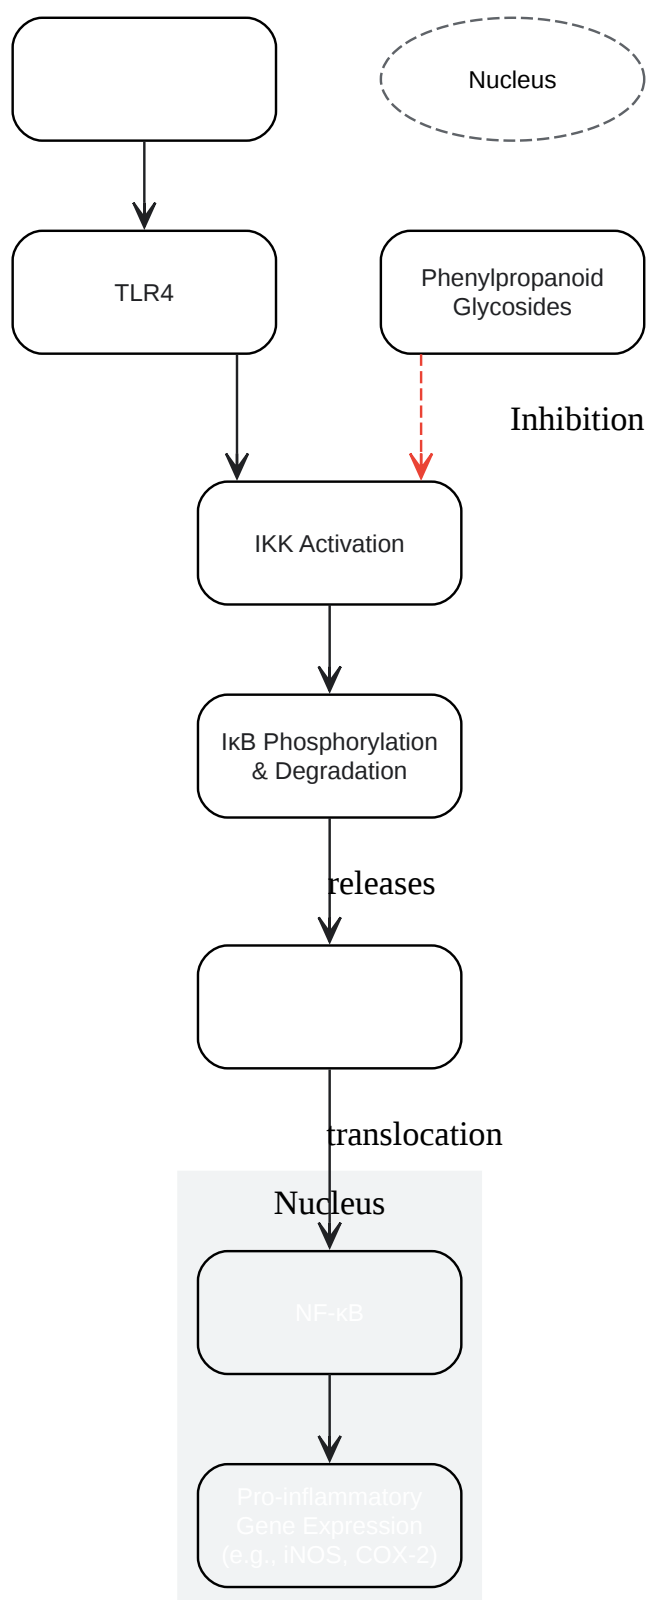 Nucleus
TLR4
Phenylpropanoid
Glycosides
Inhibition
IKK Activation
IκB Phosphorylation
& Degradation
releases
translocation
Nucleus
NF-κB
Pro-inflammatory
Gene Expression
(e.g., iNOS, COX-2)